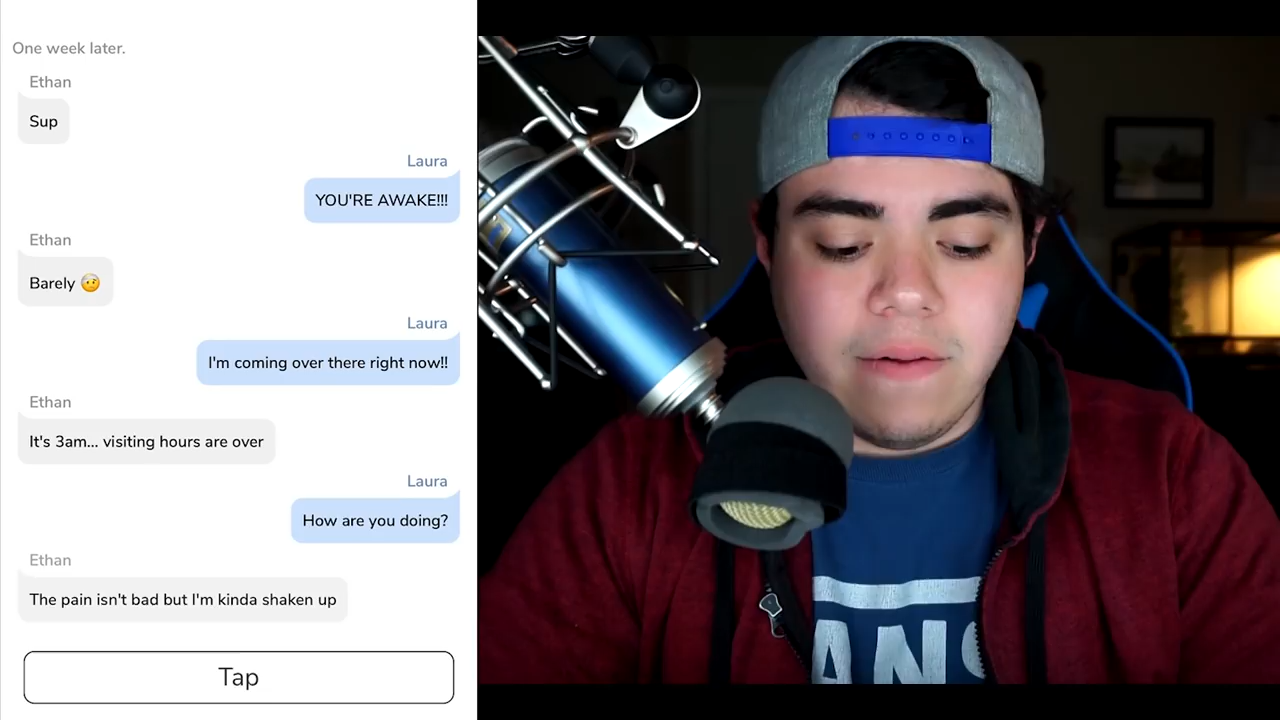 One week later.
Ethan
Sup
Laura
YOU'RE AWAKE!!!
Ethan
Barely 🤕
Laura
I'm coming over there right now!!
Ethan
It's 3am... visiting hours are over
Laura
How are you doing?
Ethan
The pain isn't bad but I'm kinda shaken up
Tap